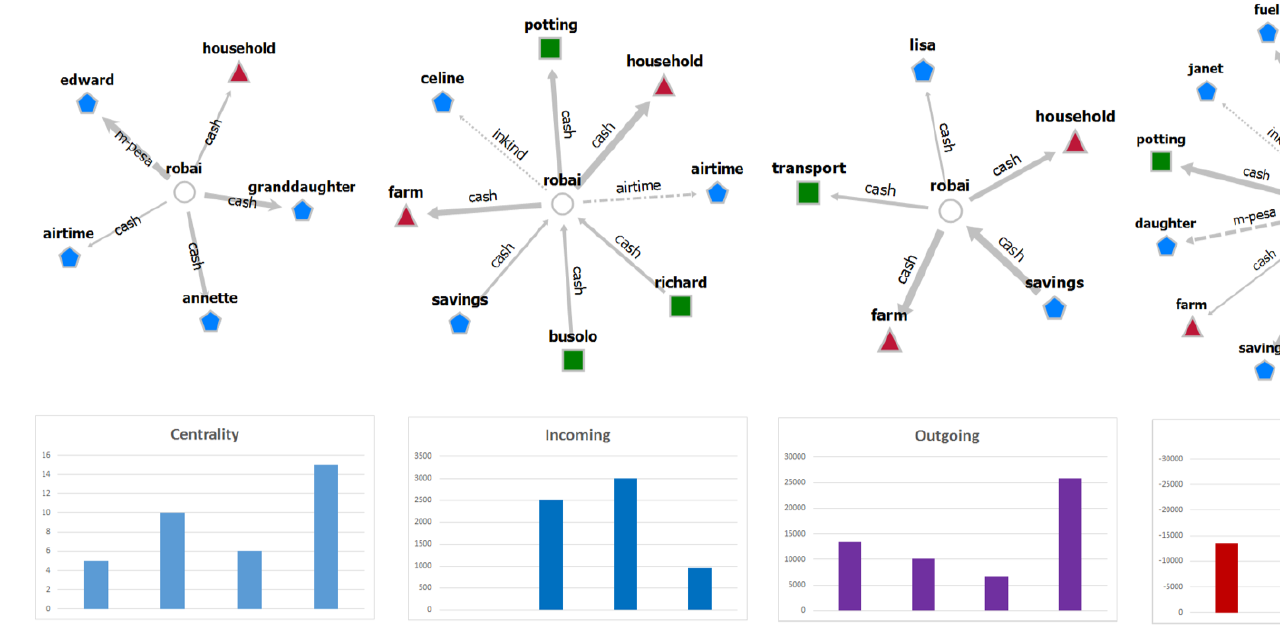 household
edward
m-pesa
cash
robai
granddaughter
cash
airtime
cash
cash
annette
potting
household
celine
cash
cash
inkind
robai
airtime
airtime
farm
cash
cash
cash
cash
richard
savings
busolo
lisa
household
cash
transport
cash
robai
cash
cash
cash
savings
farm
fuel
janet
potting
cash
daughter
m-pesa
cash
farm
Centrality
16
14
12
10
8
6
4
2
0
Incoming
3500
3000
2500
2000
1500
1000
500
0
Outgoing
30000
25000
20000
15000
10000
5000
0
-30000
-25000
-20000
-15000
-10000
-5000
0